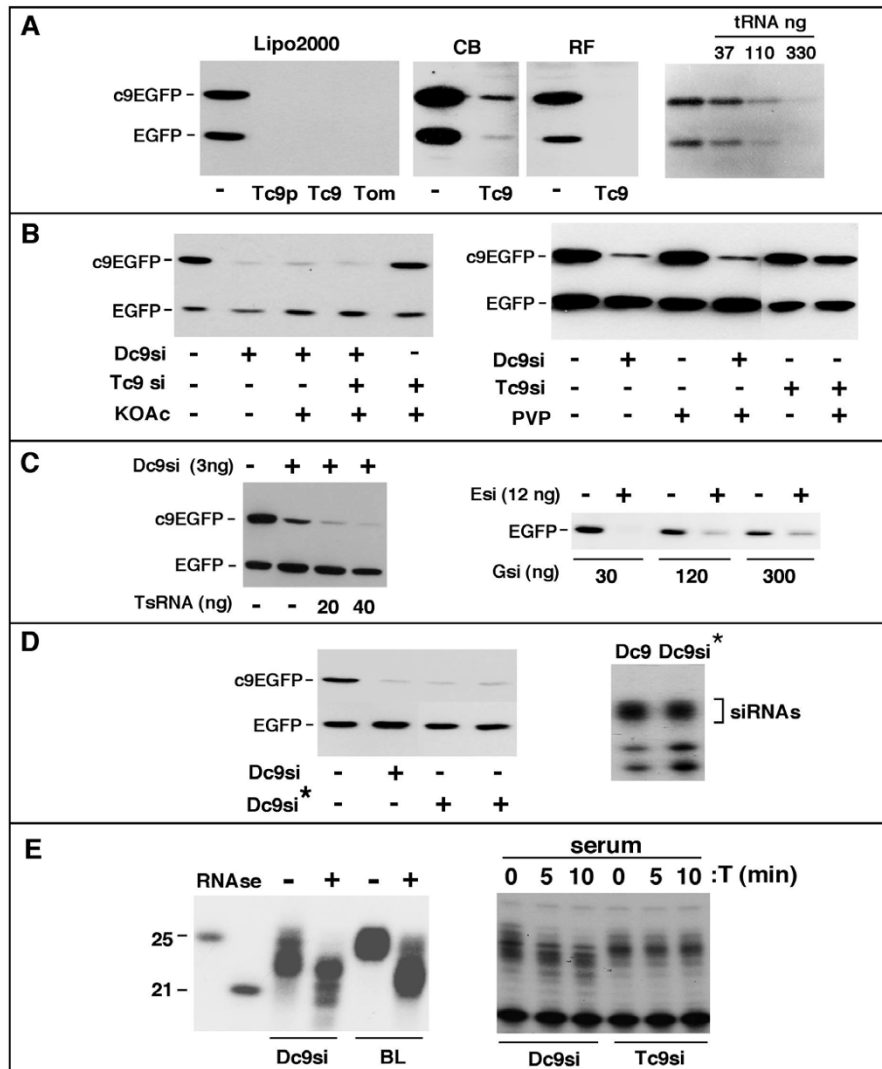 A
Lipo2000 CB RF tRNA ng
37 110 330
c9EGFP -
EGFP -
- Tc9p Tc9 Tom - Tc9 - Tc9
B
c9EGFP - c9EGFP -
EGFP - EGFP -
Dc9si - + + + - Dc9si - + - + - -
Tc9 si - - - + + Tc9si - - - - + +
KOAc - - + + + PVP - - + + - +
C
Dc9si (3ng) - + + + Esi (12 ng) - + - + - +
c9EGFP - EGFP -
EGFP - Gsi (ng) 30 120 300
TsRNA (ng) - - 20 40
D
Dc9 Dc9si*
c9EGFP - siRNAs
EGFP -
Dc9si - + - -
Dc9si* - - + +
E
serum
RNAse - + - + 0 5 10 0 5 10 :T (min)
25 -
21 -
Dc9si BL Dc9si Tc9si